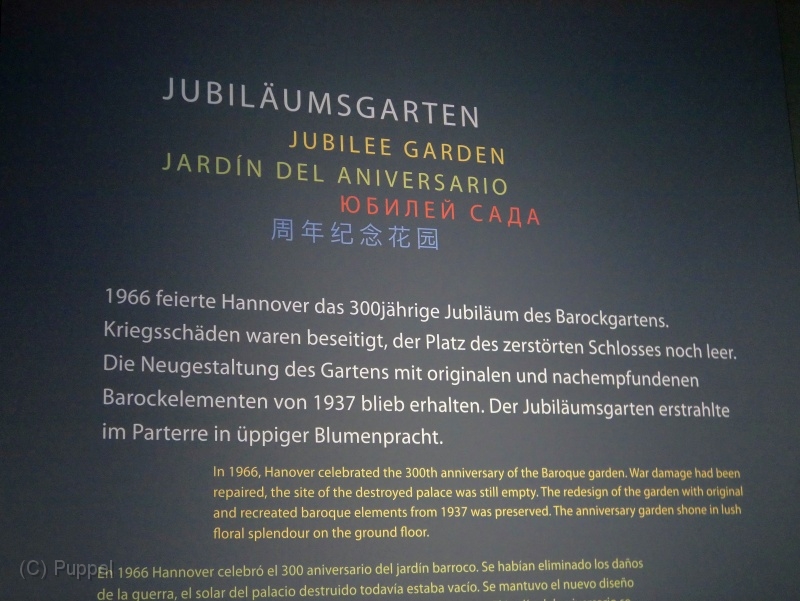 JUBILÄUMSGARTEN
JUBILEE GARDEN
JARDÍN DEL ANIVERSARIO
ЮБИЛЕЙ САДА
周年纪念花园
1966 feierte Hannover das 300jährige Jubiläum des Barockgartens.
Kriegsschäden waren beseitigt, der Platz des zerstörten Schlosses noch leer.
Die Neugestaltung des Gartens mit originalen und nachempfundenen
Barockelementen von 1937 blieb erhalten. Der Jubiläumsgarten erstrahlte
im Parterre in üppiger Blumenpracht.
In 1966, Hanover celebrated the 300th anniversary of the Baroque garden. War damage had been
repaired, the site of the destroyed palace was still empty. The redesign of the garden with original
and recreated baroque elements from 1937 was preserved. The anniversary garden shone in lush
floral splendour on the ground floor.
En 1966 Hannover celebró el 300 aniversario del jardín barroco. Se habían eliminado los daños
de la guerra, el solar del palacio destruido todavía estaba vacío. Se mantuvo el nuevo diseño
(C) Puppel